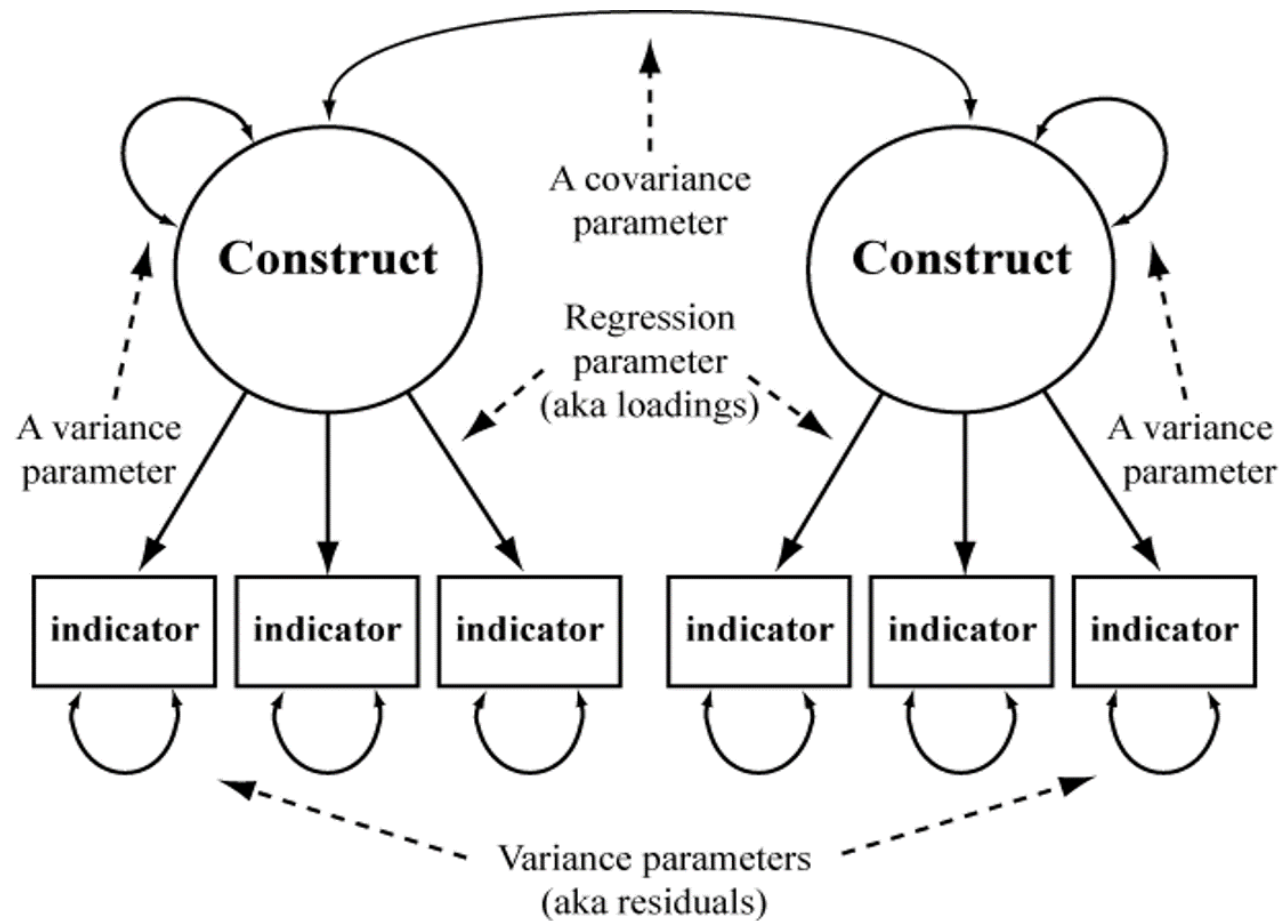 A covariance
parameter
Construct
Construct
Regression
parameter
(aka loadings)
A variance
parameter
A variance
parameter
indicator
indicator
indicator
indicator
indicator
indicator
Variance parameters
(aka residuals)